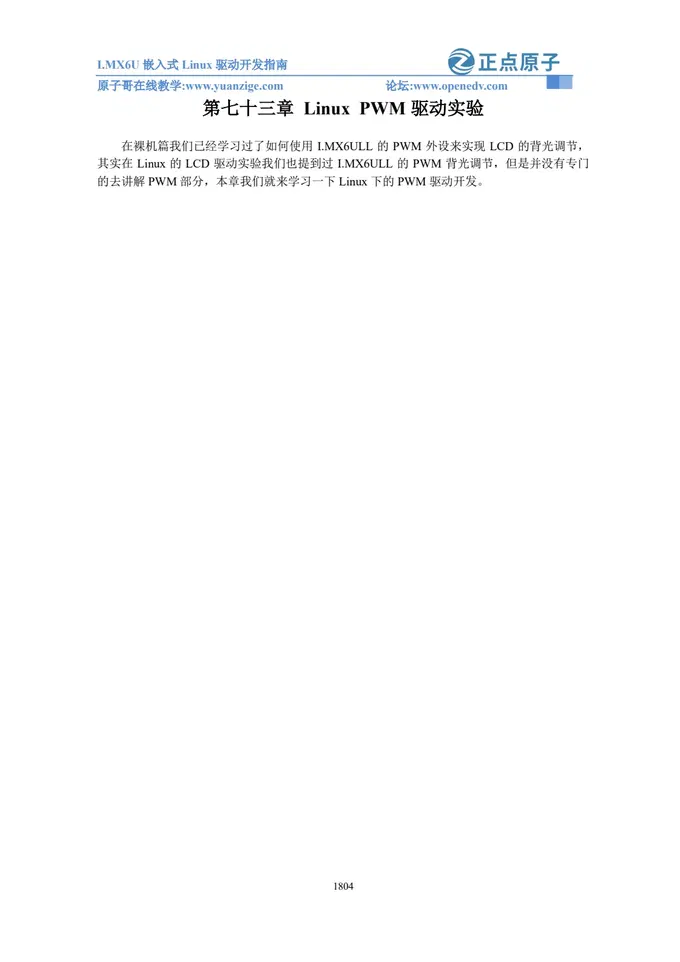 I.MX6U 嵌入式 Linux 驱动开发指南
正点原子
原子哥在线教学:www.yuanzige.com 论坛:www.openedv.com
第七十三章 Linux PWM 驱动实验
在裸机篇我们已经学习过了如何使用 I.MX6ULL 的 PWM 外设来实现 LCD 的背光调节，
其实在 Linux 的 LCD 驱动实验我们也提到过 I.MX6ULL 的 PWM 背光调节，但是并没有专门
的去讲解 PWM 部分，本章我们就来学习一下 Linux 下的 PWM 驱动开发。
1804